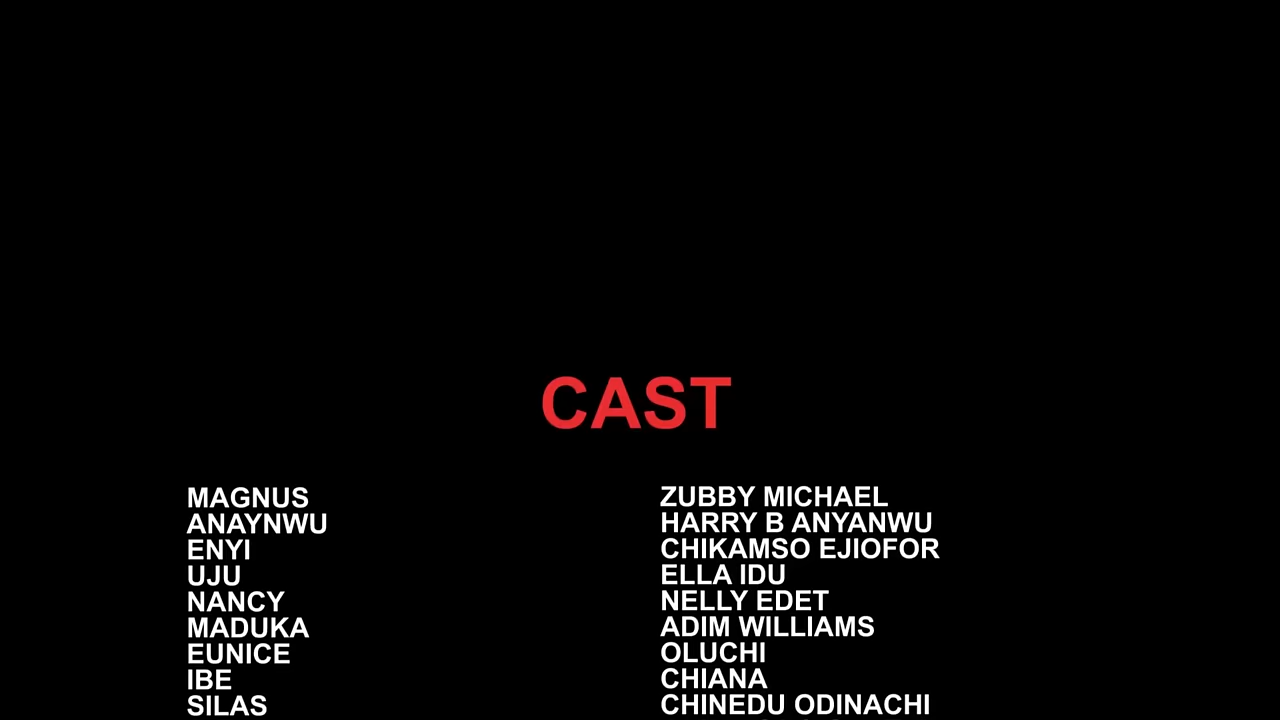 CAST
MAGNUS ZUBBY MICHAEL
ANAYNWU HARRY B ANYANWU
ENYI CHIKAMSO EJIOFOR
UJU ELLA IDU
NANCY NELLY EDET
MADUKA ADIM WILLIAMS
EUNICE OLUCHI
IBE CHIANA
SILAS CHINEDU ODINACHI